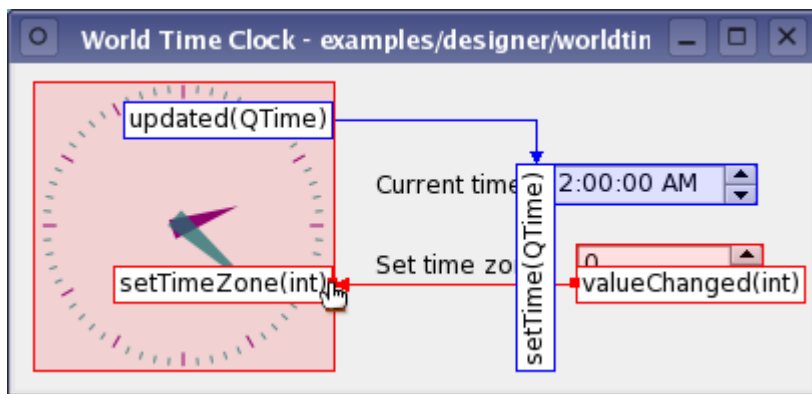 World Time Clock - examples/designer/worldtin
updated(QTime)
Current time
2:00:00 AM
setTime(QTime)
Set time zo
0
setTimeZone(int)
valueChanged(int)